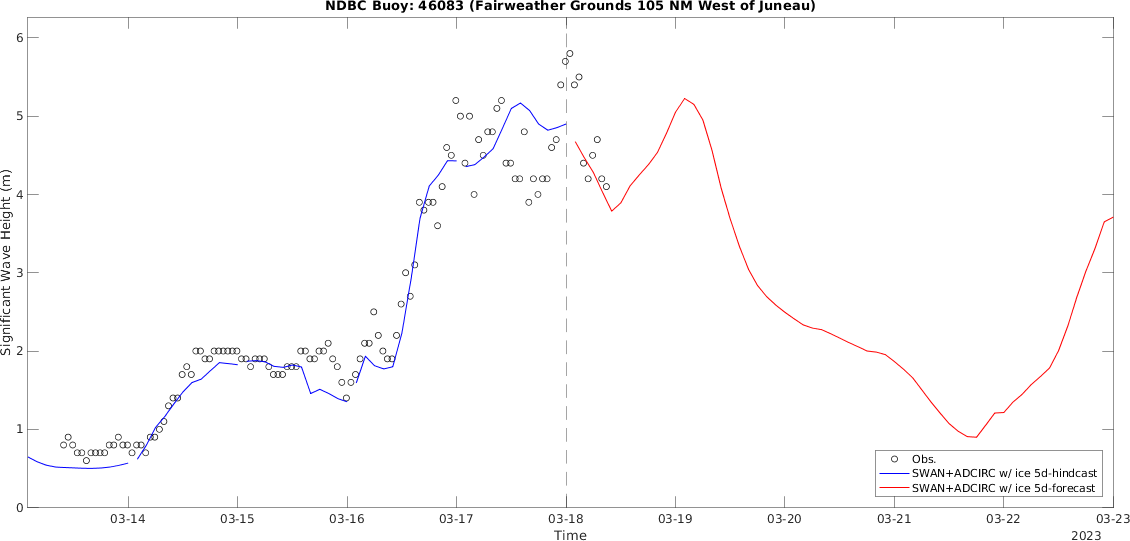 NDBC Buoy: 46083 (Fairweather Grounds 105 NM West of Juneau)
Significant Wave Height (m)
6
5
4
3
2
1
0
Obs.
SWAN+ADCIRC w/ ice 5d-hindcast
SWAN+ADCIRC w/ ice 5d-forecast
03-14 03-15 03-16 03-17 03-18 03-19 03-20 03-21 03-22 03-23
Time
2023